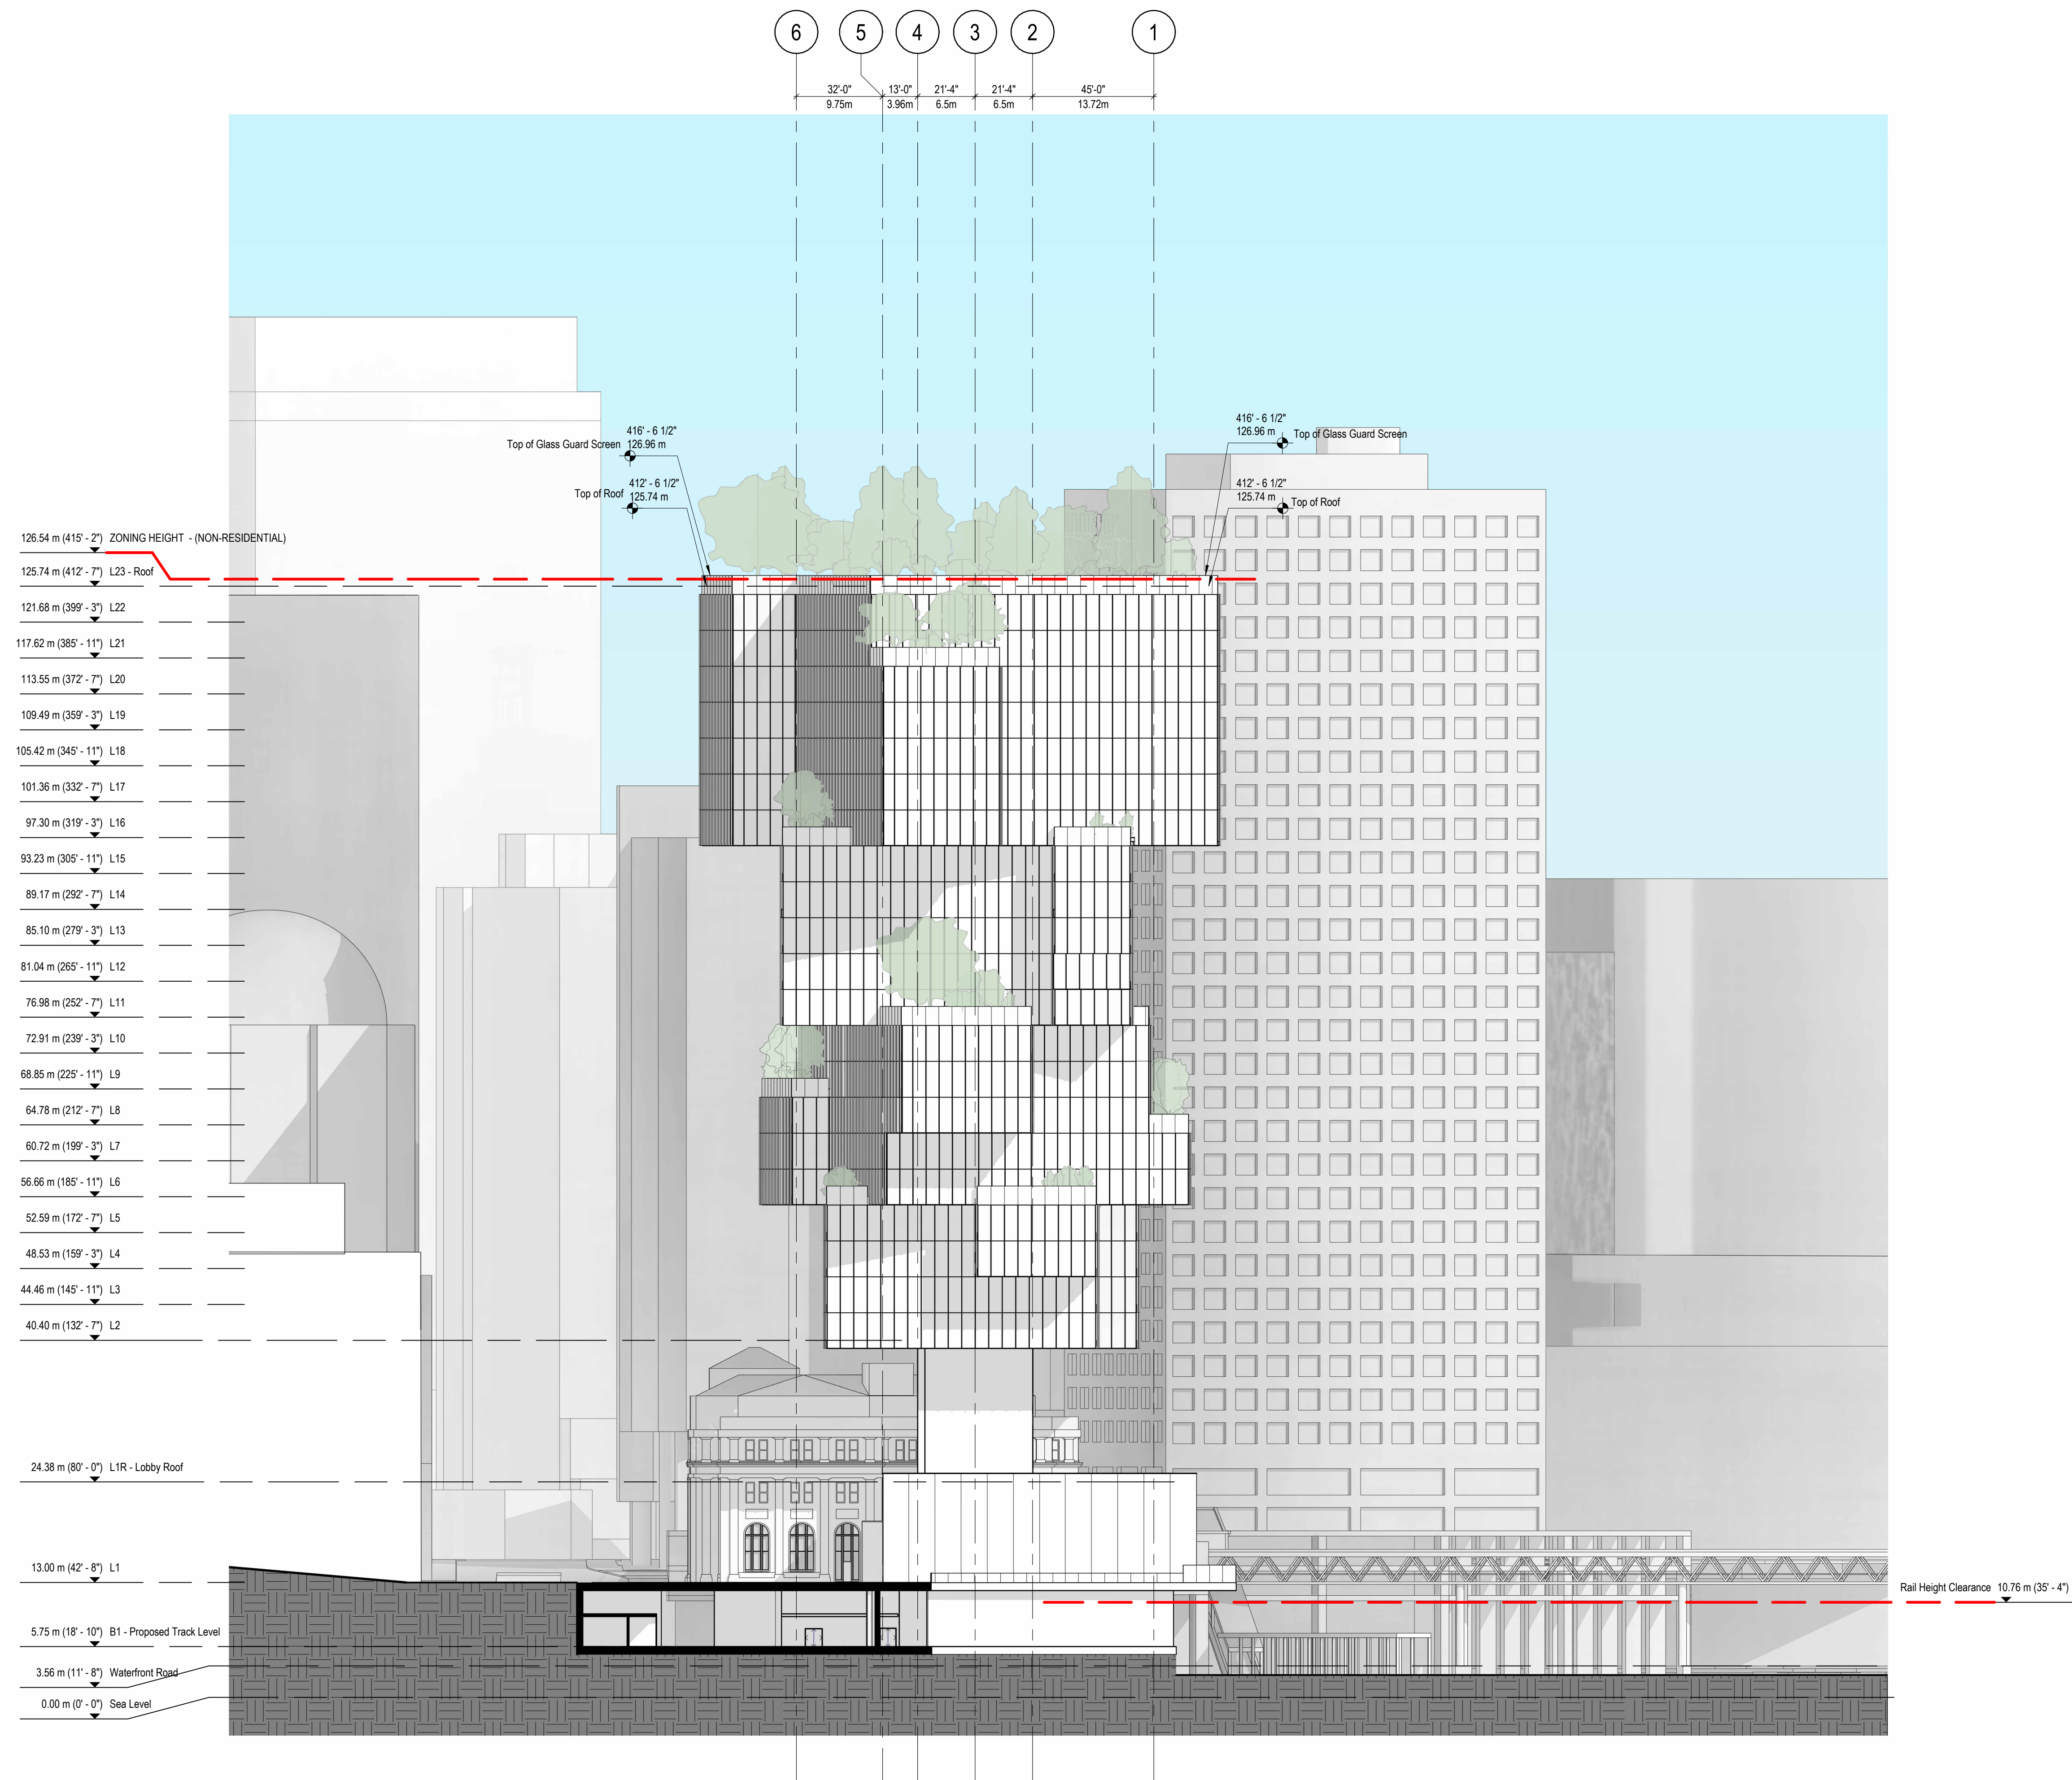 6 5 4 3 2 1
32'-0" 13'-0" 21'-4" 21'-4" 45'-0"
9.75m 3.96m 6.5m 6.5m 13.72m
416' - 6 1/2"
126.96 m
Top of Glass Guard Screen
412' - 6 1/2"
125.74 m
Top of Roof
416' - 6 1/2"
126.96 m
Top of Glass Guard Screen
412' - 6 1/2"
125.74 m
Top of Roof
126.54 m (415' - 2") ZONING HEIGHT - (NON-RESIDENTIAL)
125.74 m (412' - 7") L23 - Roof
121.68 m (399' - 3") L22
117.62 m (385' - 11") L21
113.55 m (372' - 7") L20
109.49 m (359' - 3") L19
105.42 m (345' - 11") L18
101.36 m (332' - 7") L17
97.30 m (319' - 3") L16
93.23 m (305' - 11") L15
89.17 m (292' - 7") L14
85.10 m (279' - 3") L13
81.04 m (265' - 11") L12
76.98 m (252' - 7") L11
72.91 m (239' - 3") L10
68.85 m (225' - 11") L9
64.78 m (212' - 7") L8
60.72 m (199' - 3") L7
56.66 m (185' - 11") L6
52.59 m (172' - 7") L5
48.53 m (159' - 3") L4
44.46 m (145' - 11") L3
40.40 m (132' - 7") L2
24.38 m (80' - 0") L1R - Lobby Roof
13.00 m (42' - 8") L1
Rail Height Clearance 10.76 m (35' - 4")
5.75 m (18' - 10") B1 - Proposed Track Level
3.56 m (11' - 8") Waterfront Road
0.00 m (0' - 0") Sea Level